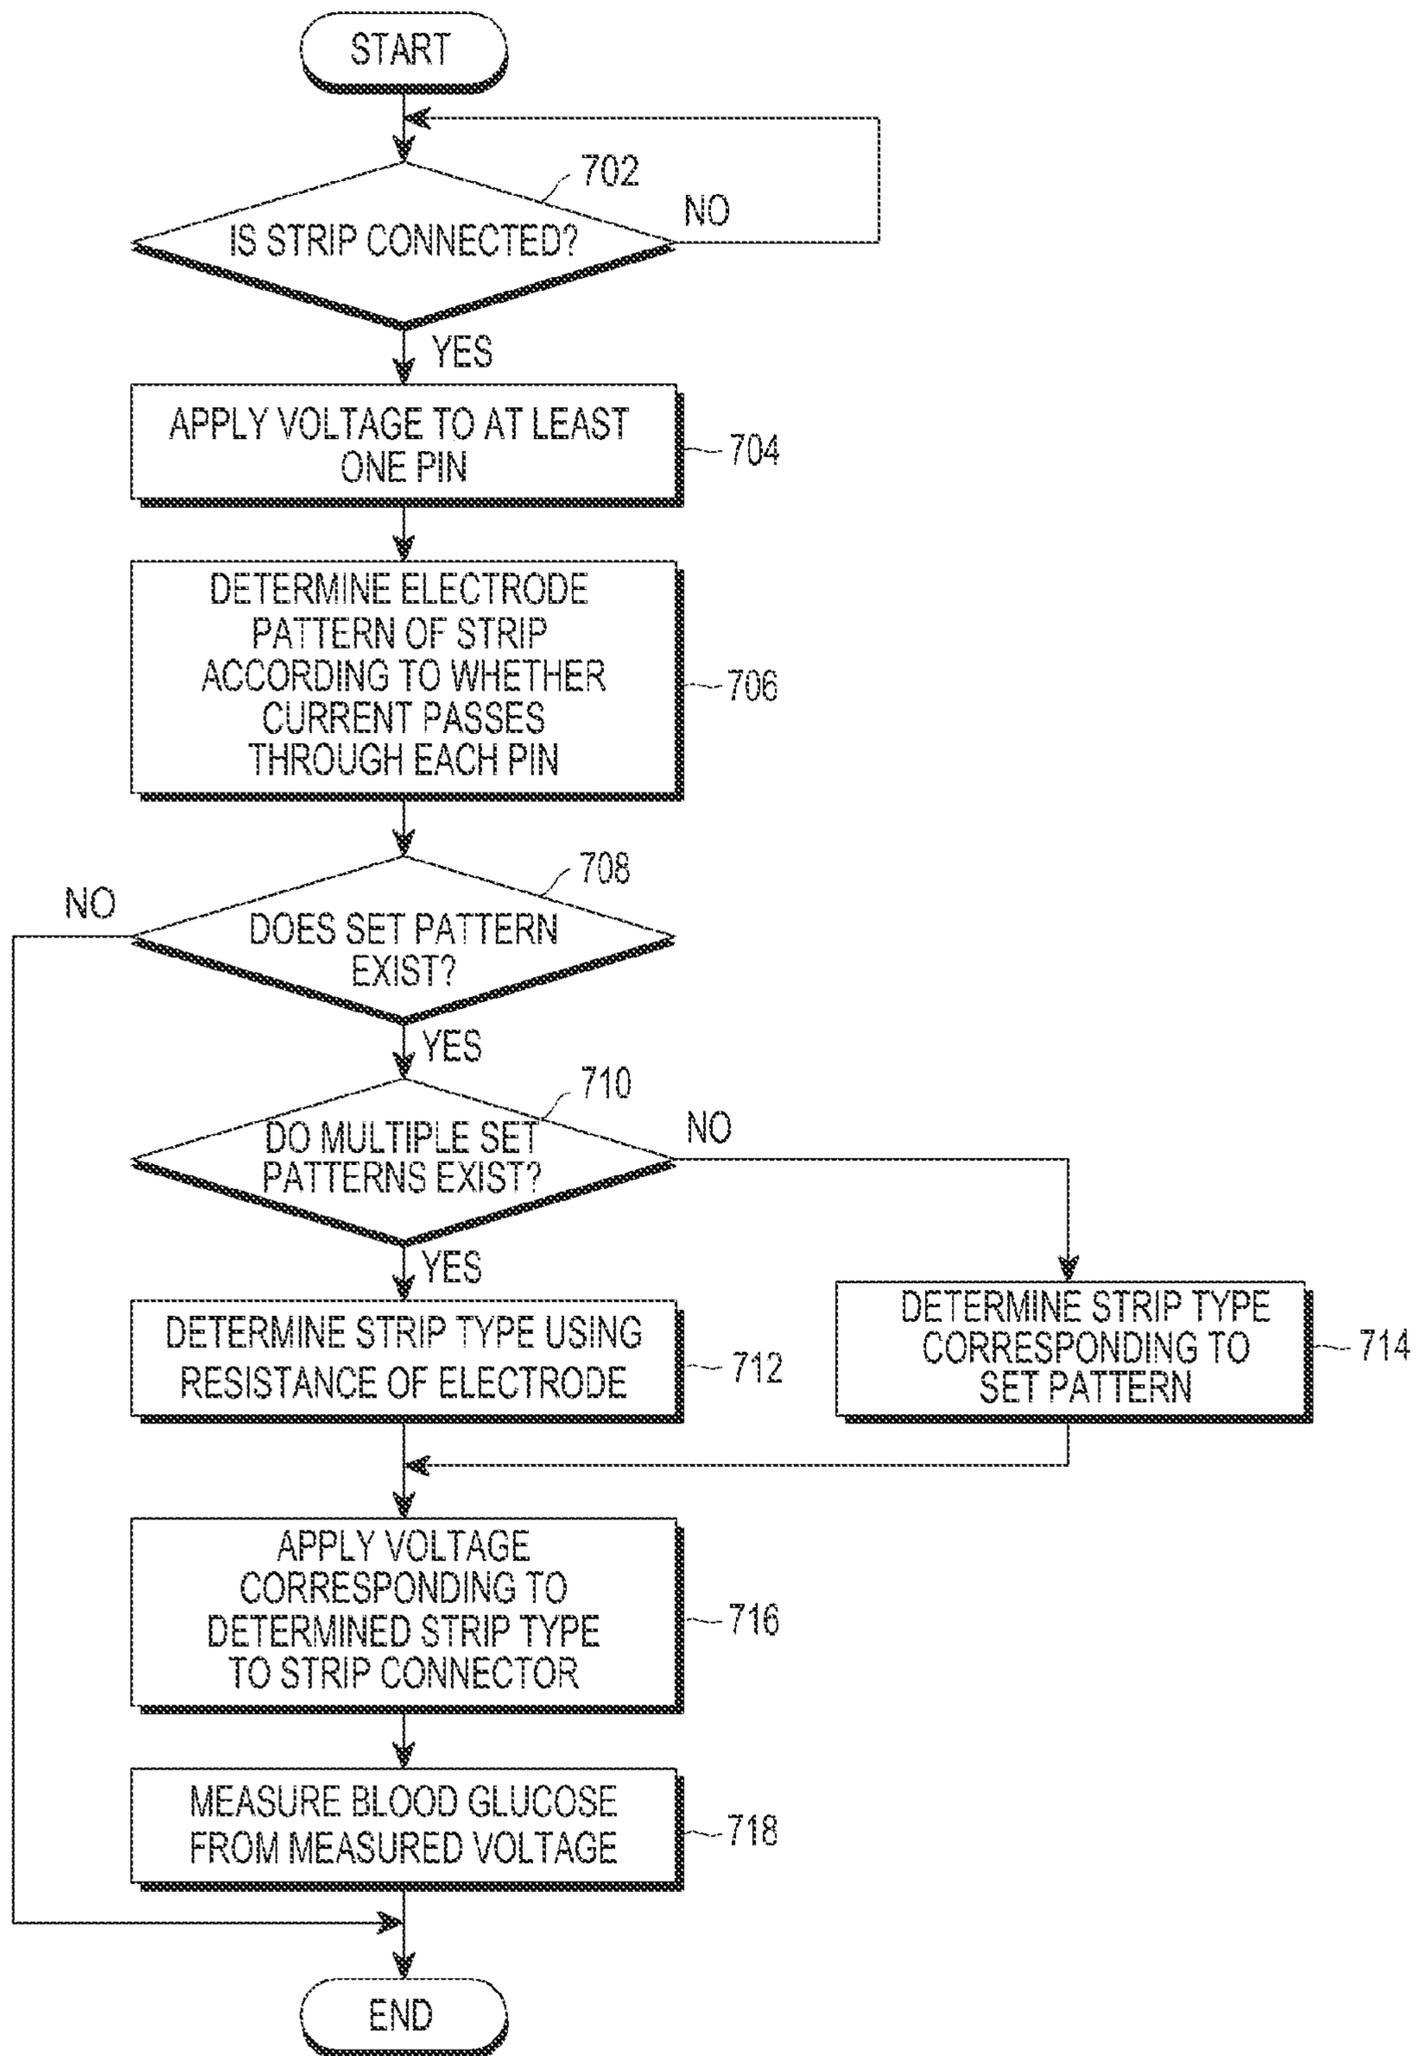 START
702
NO
IS STRIP CONNECTED?
YES
APPLY VOLTAGE TO AT LEAST
ONE PIN
704
DETERMINE ELECTRODE
PATTERN OF STRIP
ACCORDING TO WHETHER
CURRENT PASSES
THROUGH EACH PIN
706
708
NO
DOES SET PATTERN
EXIST?
YES
710
NO
DO MULTIPLE SET
PATTERNS EXIST?
YES
DETERMINE STRIP TYPE USING
RESISTANCE OF ELECTRODE
712
DETERMINE STRIP TYPE
CORRESPONDING TO
SET PATTERN
714
APPLY VOLTAGE
CORRESPONDING TO
DETERMINED STRIP TYPE
TO STRIP CONNECTOR
716
MEASURE BLOOD GLUCOSE
FROM MEASURED VOLTAGE
718
END